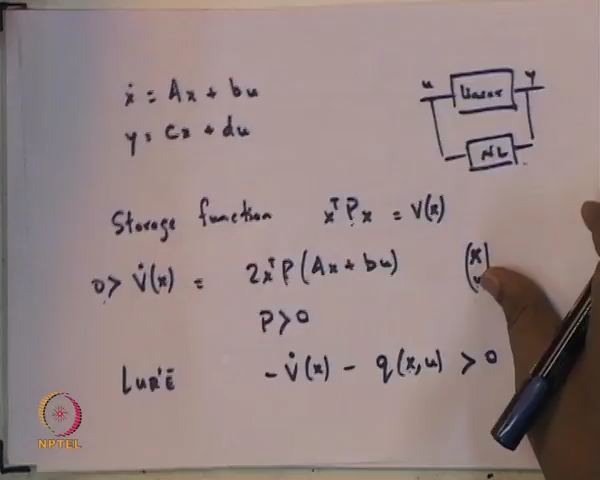 ẋ = Ax + bu
y = cx + du
u Linear y
NL
Storage function xᵀPx = V(x)
0 > V̇(x) = 2xᵀP(Ax + bu) (x
P > 0
LUR'E -V̇(x) - q(x,u) > 0
NPTEL